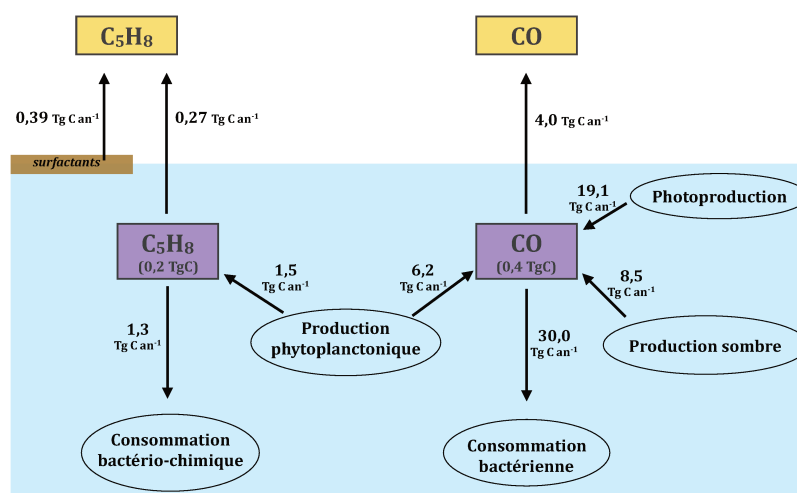 C₅H₈
CO
0,39 Tg C an⁻¹
0,27 Tg C an⁻¹
4,0 Tg C an⁻¹
surfactants
19,1
Tg C an⁻¹
Photoproduction
C₅H₈
(0,2 TgC)
CO
(0,4 TgC)
1,5
Tg C an⁻¹
6,2
Tg C an⁻¹
8,5
Tg C an⁻¹
1,3
Tg C an⁻¹
Production
phytoplanctonique
30,0
Tg C an⁻¹
Production sombre
Consommation
bactério-chimique
Consommation
bactérienne